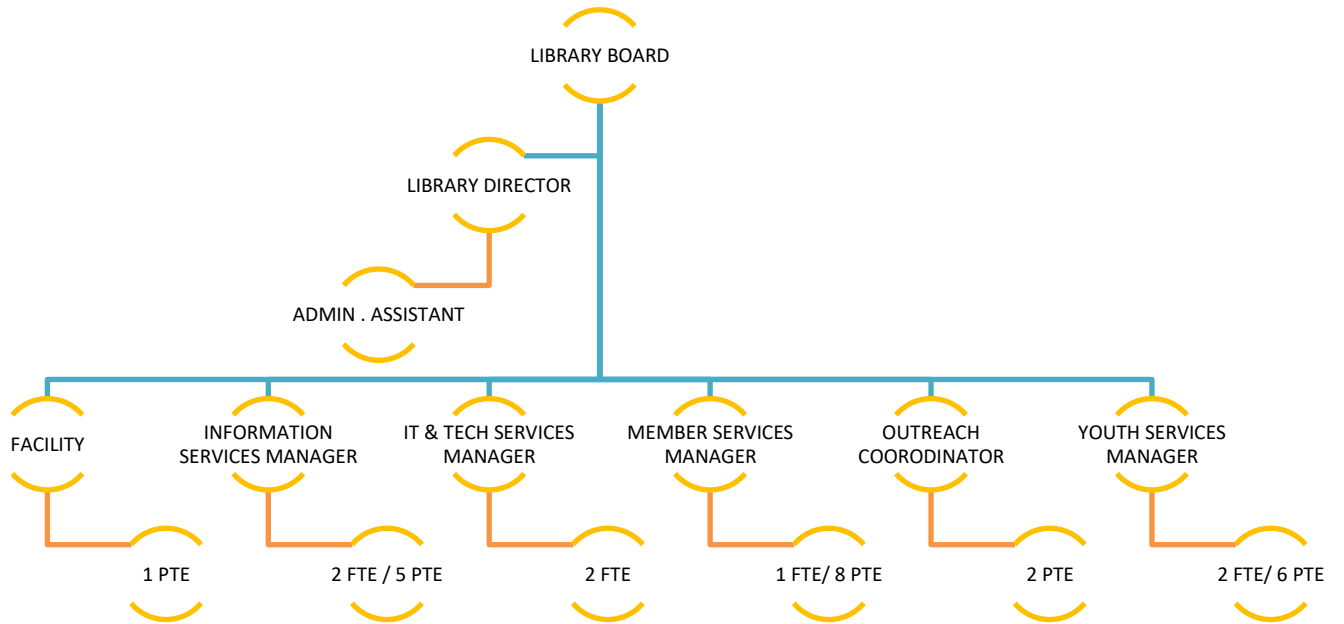 LIBRARY BOARD
LIBRARY DIRECTOR
ADMIN . ASSISTANT
FACILITY
INFORMATION
SERVICES MANAGER
IT & TECH SERVICES
MANAGER
MEMBER SERVICES
MANAGER
OUTREACH
COORODINATOR
YOUTH SERVICES
MANAGER
1 PTE
2 FTE / 5 PTE
2 FTE
1 FTE/ 8 PTE
2 PTE
2 FTE/ 6 PTE